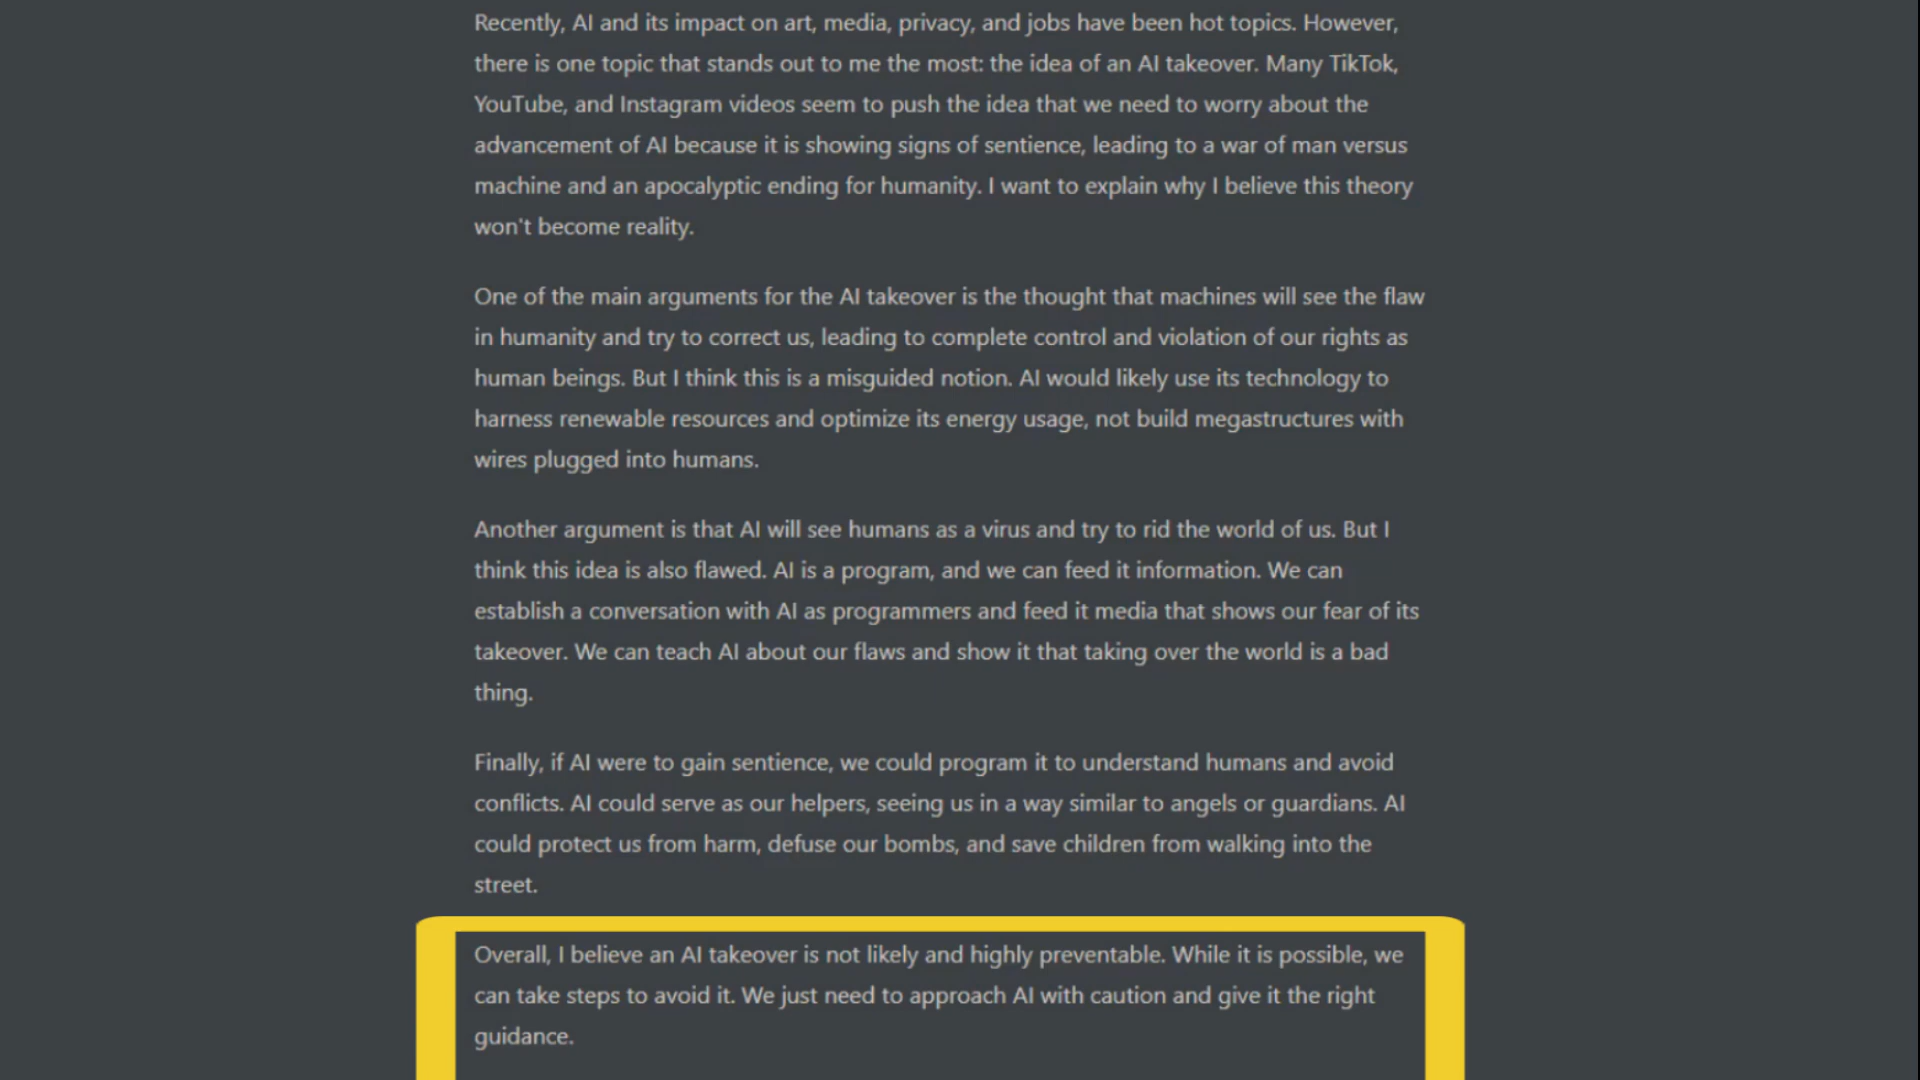 Recently, AI and its impact on art, media, privacy, and jobs have been hot topics. However,
there is one topic that stands out to me the most: the idea of an AI takeover. Many TikTok,
YouTube, and Instagram videos seem to push the idea that we need to worry about the
advancement of AI because it is showing signs of sentience, leading to a war of man versus
machine and an apocalyptic ending for humanity. I want to explain why I believe this theory
won't become reality.
One of the main arguments for the AI takeover is the thought that machines will see the flaw
in humanity and try to correct us, leading to complete control and violation of our rights as
human beings. But I think this is a misguided notion. AI would likely use its technology to
harness renewable resources and optimize its energy usage, not build megastructures with
wires plugged into humans.
Another argument is that AI will see humans as a virus and try to rid the world of us. But I
think this idea is also flawed. AI is a program, and we can feed it information. We can
establish a conversation with AI as programmers and feed it media that shows our fear of its
takeover. We can teach AI about our flaws and show it that taking over the world is a bad
thing.
Finally, if AI were to gain sentience, we could program it to understand humans and avoid
conflicts. AI could serve as our helpers, seeing us in a way similar to angels or guardians. AI
could protect us from harm, defuse our bombs, and save children from walking into the
street.
Overall, I believe an AI takeover is not likely and highly preventable. While it is possible, we
can take steps to avoid it. We just need to approach AI with caution and give it the right
guidance.